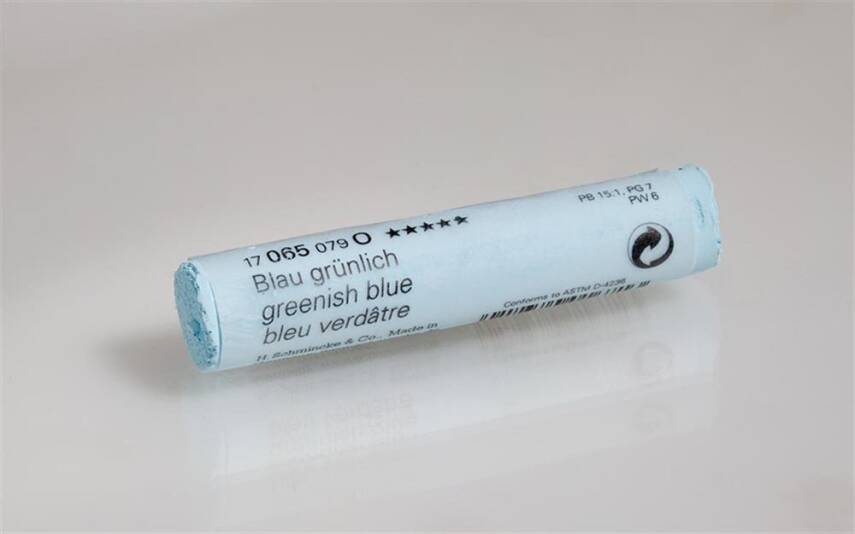 17 065 079 O ★★★★★
Blau grünlich
greenish blue
bleu verdâtre
H. Schmincke & Co., Made in
PB 15:1, PG 7
PW 6
Conforms to ASTM D-4236